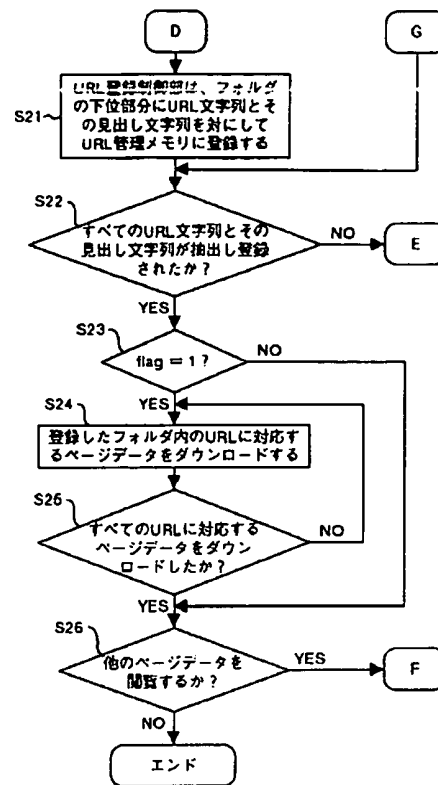 D
G
URL登録制御部は、フォルダ
の下位部分にURL文字列とそ
の見出し文字列を対にして
URL管理メモリに登録する
S21
S22
すべてのURL文字列とその
見出し文字列が抽出し登録
されたか？
NO
E
YES
S23
flag = 1 ?
NO
YES
S24
登録したフォルダ内のURLに対応す
るページデータをダウンロードする
S25
すべてのURLに対応する
ページデータをダウン
ロードしたか？
NO
YES
S26
他のページデータを
閲覧するか？
YES
F
NO
エンド